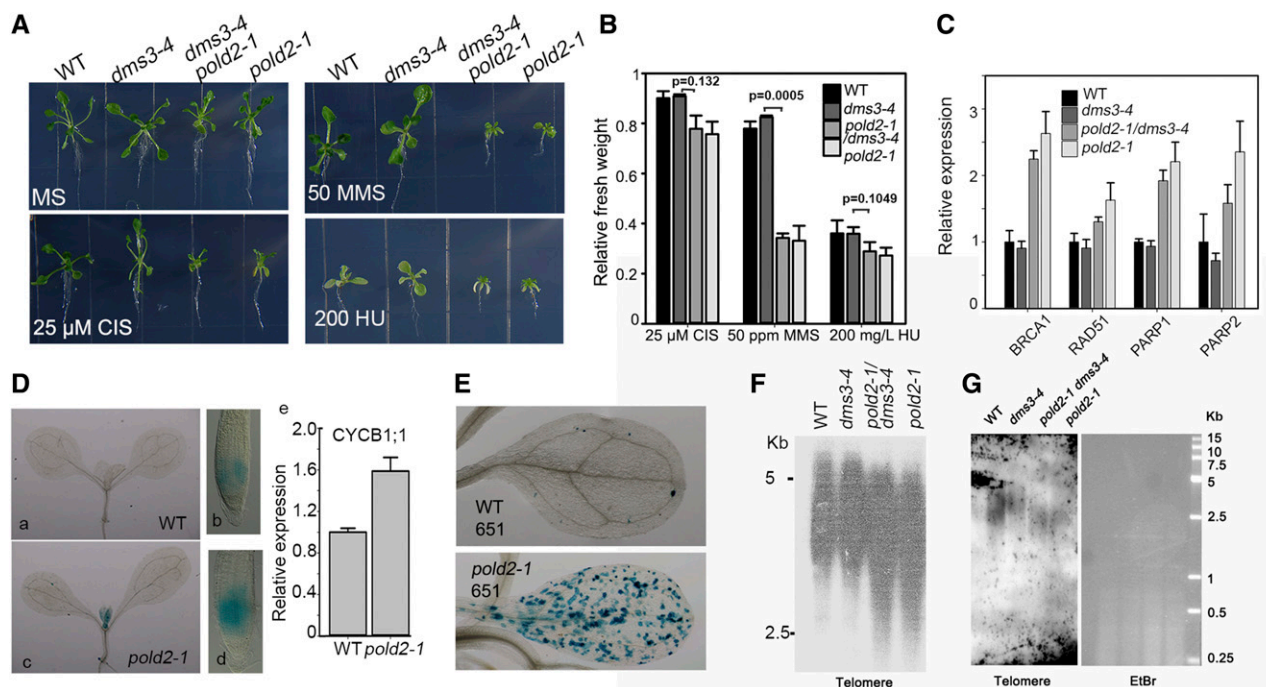 A
WT dms3-4 dms3-4 pold2-1 pold2-1
WT dms3-4 dms3-4 pold2-1 pold2-1
MS
50 MMS
25 µM CIS
200 HU
B
Relative fresh weight
1
0.8
0.6
0.4
0.2
0
p=0.132
p=0.0005
p=0.1049
WT
dms3-4
pold2-1
/dms3-4
pold2-1
25 µM CIS 50 ppm MMS 200 mg/L HU
C
Relative expression
3
2
1
0
WT
dms3-4
pold2-1/dms3-4
pold2-1
BRCA1 RAD51 PARP1 PARP2
D
a
WT
b
c
pold2-1
d
e
CYCB1;1
Relative expression
2.0
1.6
1.2
0.8
0.4
0
WT pold2-1
E
WT
651
pold2-1
651
F
WT dms3-4 pold2-1/ dms3-4 pold2-1
Kb
5
2.5
Telomere
G
WT dms3-4 pold2-1 dms3-4 pold2-1
Kb
15
10
7.5
5
2.5
1
0.5
0.25
Telomere
EtBr